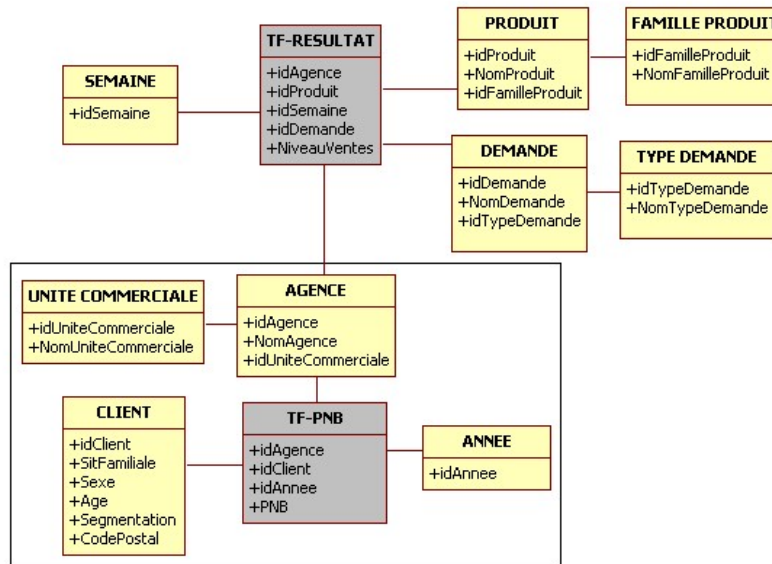 PRODUIT
+idProduit
+NomProduit
+idFamilleProduit
FAMILLE PRODUIT
+idFamilleProduit
+NomFamilleProduit
TF-RESULTAT
+idAgence
+idProduit
+idSemaine
+idDemande
+NiveauVentes
SEMAINE
+idSemaine
DEMANDE
+idDemande
+NomDemande
+idTypeDemande
TYPE DEMANDE
+idTypeDemande
+NomTypeDemande
UNITE COMMERCIALE
+idUniteCommerciale
+NomUniteCommerciale
AGENCE
+idAgence
+NomAgence
+idUniteCommerciale
CLIENT
+idClient
+SitFamiliale
+Sexe
+Age
+Segmentation
+CodePostal
TF-PNB
+idAgence
+idClient
+idAnnee
+PNB
ANNEE
+idAnnee